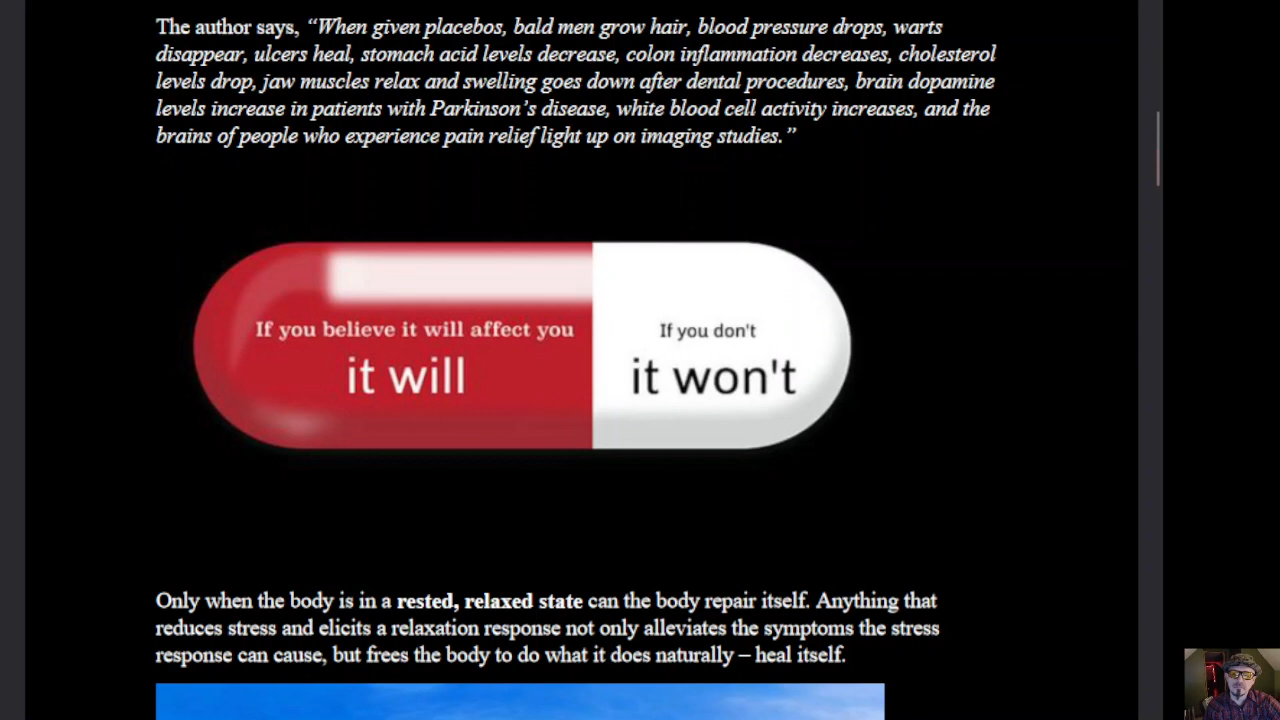 The author says, “When given placebos, bald men grow hair, blood pressure drops, warts
disappear, ulcers heal, stomach acid levels decrease, colon inflammation decreases, cholesterol
levels drop, jaw muscles relax and swelling goes down after dental procedures, brain dopamine
levels increase in patients with Parkinson’s disease, white blood cell activity increases, and the
brains of people who experience pain relief light up on imaging studies.”
If you believe it will affect you
it will
If you don't
it won't
Only when the body is in a rested, relaxed state can the body repair itself. Anything that
reduces stress and elicits a relaxation response not only alleviates the symptoms the stress
response can cause, but frees the body to do what it does naturally – heal itself.